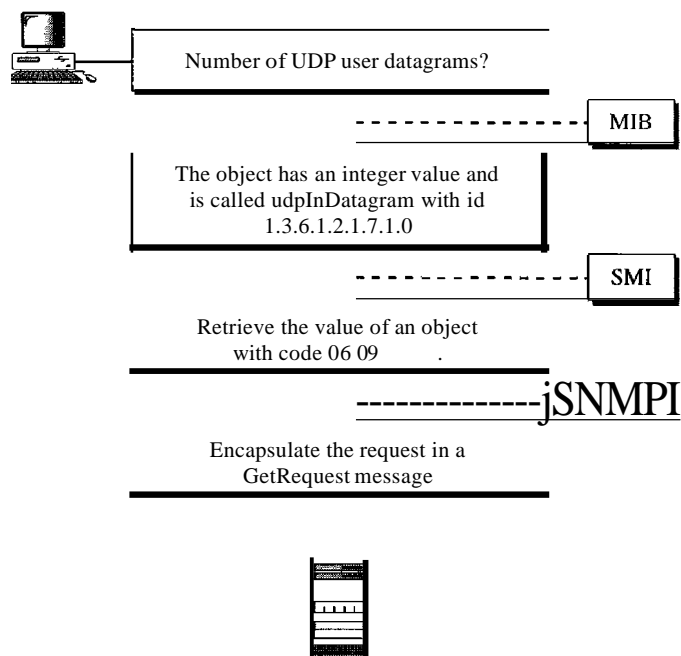 Number of UDP user datagrams?
MIB
The object has an integer value and
is called udpInDatagram with id
1.3.6.1.2.1.7.1.0
SMI
Retrieve the value of an object
with code 06 09 .
jSNMPI
Encapsulate the request in a
GetRequest message